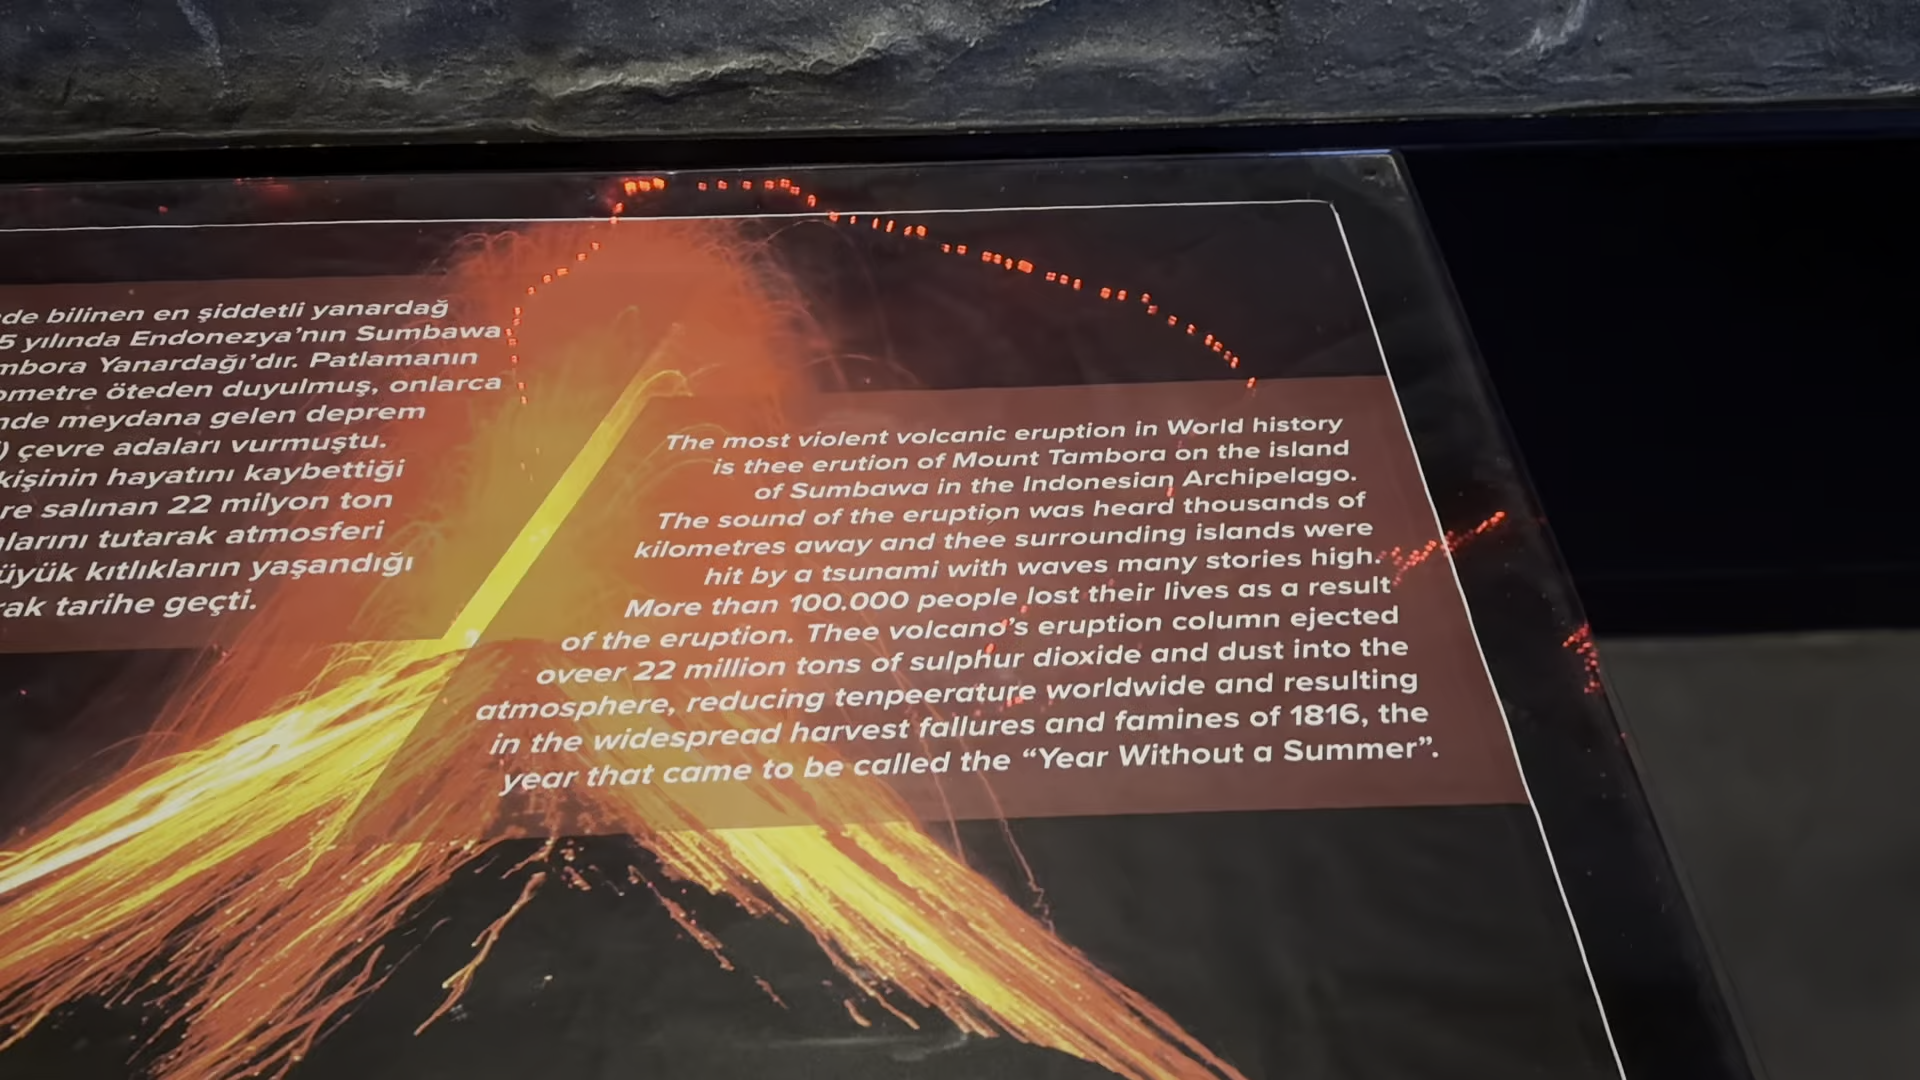 de bilinen en şiddetli yanardağ
5 yılında Endonezya’nın Sumbawa
mbora Yanardağı’dır. Patlamanın
ometre öteden duyulmuş, onlarca
nde meydana gelen deprem
) çevre adaları vurmuştu.
kişinin hayatını kaybettiği
re salınan 22 milyon ton
alarını tutarak atmosferi
üyük kıtlıkların yaşandığı
rak tarihe geçti.
The most violent volcanic eruption in World history
is thee erution of Mount Tambora on the island
of Sumbawa in the Indonesian Archipelago.
The sound of the eruption was heard thousands of
kilometres away and thee surrounding islands were
hit by a tsunami with waves many stories high.
More than 100.000 people lost their lives as a result
of the eruption. Thee volcano’s eruption column ejected
oveer 22 million tons of sulphur dioxide and dust into the
atmosphere, reducing tenpeerature worldwide and resulting
in the widespread harvest fallures and famines of 1816, the
year that came to be called the “Year Without a Summer”.